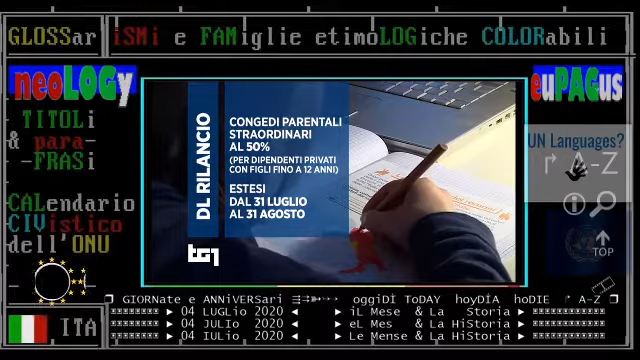 GLOSSar iSMi e FAMiglie etimoLOGiche COLORabili
neoLOGy
euPAGus
TITOLi
& para-
-FRASi
CALendario
CIVistico
dell'ONU
ITA
DL RILANCIO
CONGEDI PARENTALI
STRAORDINARI
AL 50%
(PER DIPENDENTI PRIVATI
CON FIGLI FINO A 12 ANNI)
ESTESI
DAL 31 LUGLIO
AL 31 AGOSTO
tg1
UN Languages?
A-Z
TOP
GIORNate e ANNiVERSari oggiDÌ ToDAY hoyDÍA hoDIE A-Z
04 LUGLio 2020 iL Mese & La Storia
04 JULIo 2020 eL Mes & La HiStoria
04 IULio 2020 Le Mense & La HiStoria